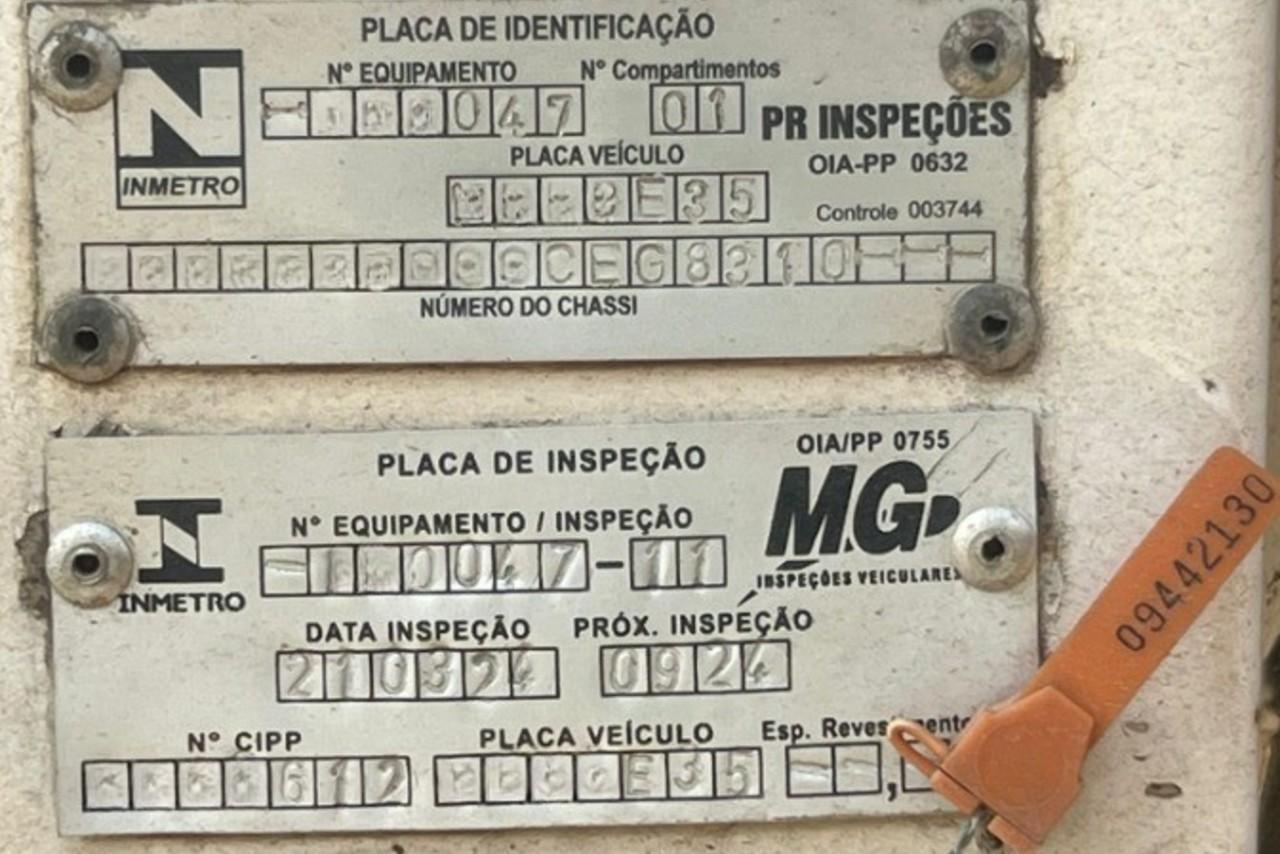 PLACA DE IDENTIFICAÇÃO
Nº EQUIPAMENTO Nº Compartimentos
047 01 PR INSPEÇÕES
INMETRO PLACA VEÍCULO OIA-PP 0632
E35 Controle 003744
CEG8310---
NÚMERO DO CHASSI
OIA/PP 0755
PLACA DE INSPEÇÃO
MG
Nº EQUIPAMENTO / INSPEÇÃO
0047-11
INSPEÇÕES VEICULARES
INMETRO
DATA INSPEÇÃO PRÓX. INSPEÇÃO
210324 0924
Nº CIPP PLACA VEÍCULO Esp.
612 E35 --,
09442130